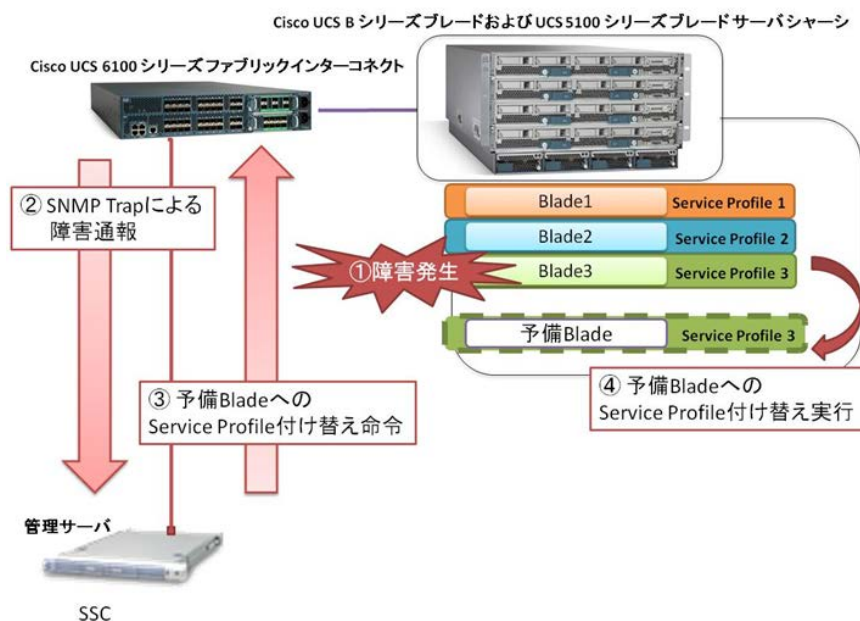 Cisco UCS B シリーズブレードおよび UCS 5100 シリーズブレード サーバシャーシ
Cisco UCS 6100 シリーズファブリックインターコネクト
② SNMP Trapによる
障害通報
①障害発生
Blade1 Service Profile 1
Blade2 Service Profile 2
Blade3 Service Profile 3
予備Blade Service Profile 3
③ 予備Bladeへの
Service Profile付け替え命令
④ 予備Bladeへの
Service Profile付け替え実行
管理サーバ
SSC